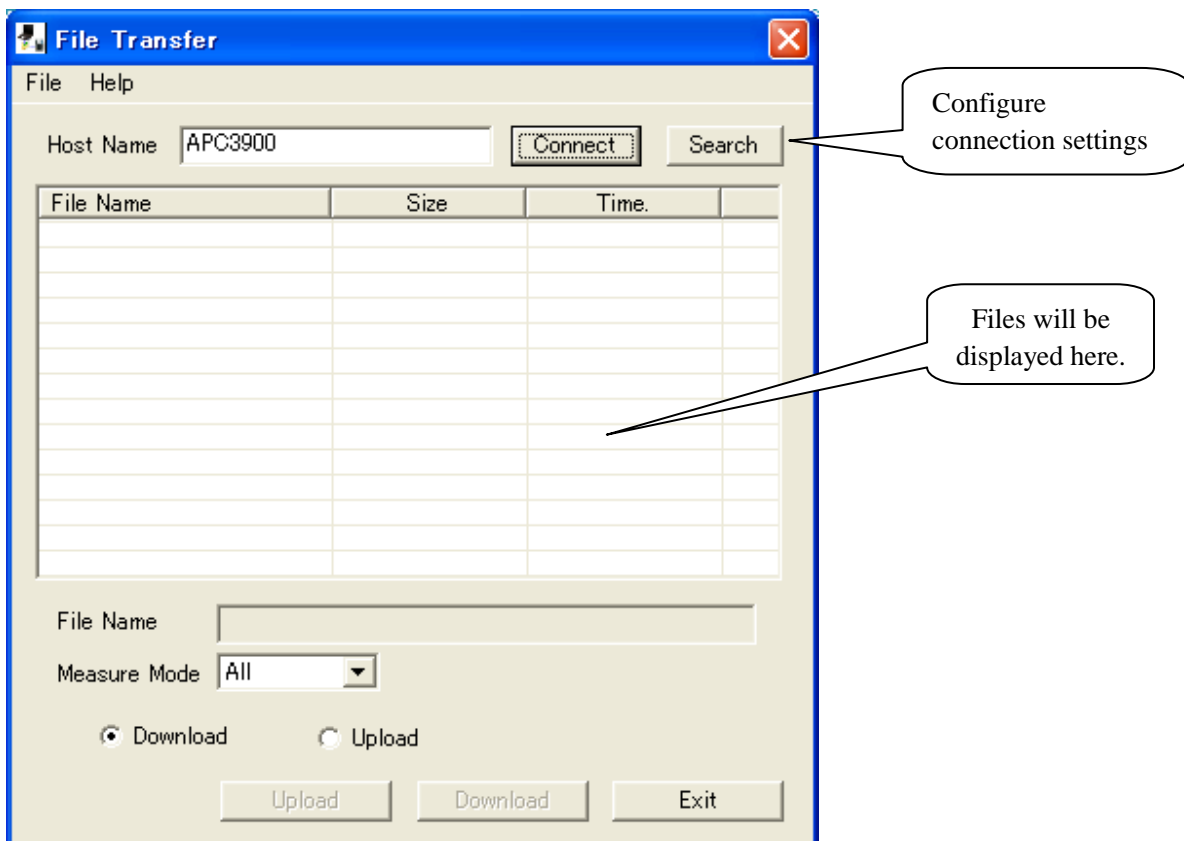 File Transfer
File Help
Configure
connection settings
Host Name APC3900 Connect Search
File Name Size Time.
Files will be
displayed here.
File Name
Measure Mode All
Download Upload
Upload Download Exit